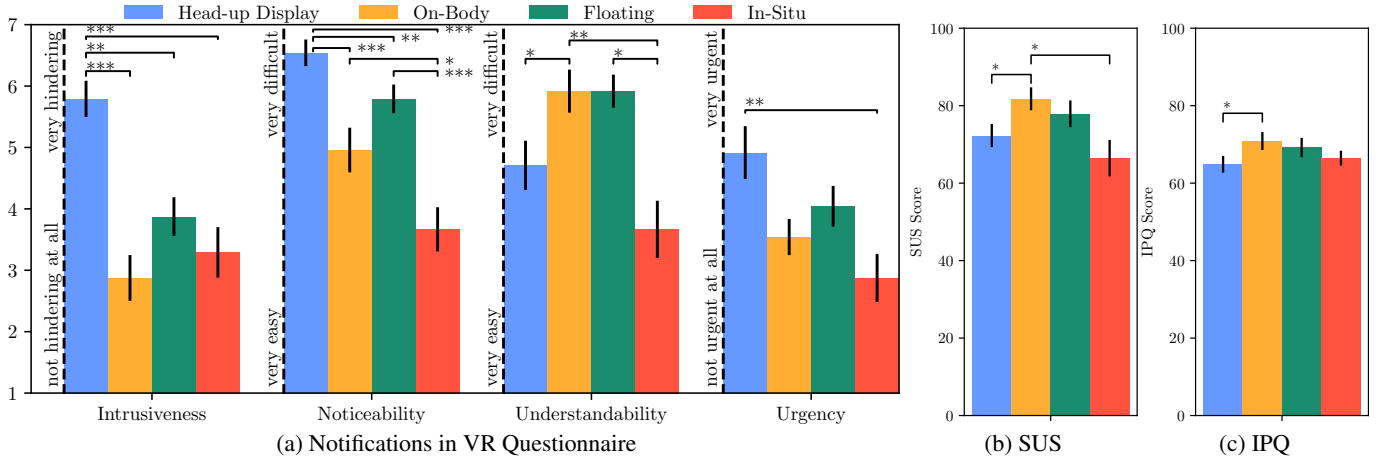 Head-up Display On-Body Floating In-Situ
7
6
5
4
3
2
1
very hindering
not hindering at all
***
**
***
Intrusiveness
very difficult
very easy
***
**
***
*
***
Noticeability
very difficult
very easy
**
*
*
Understandability
very urgent
not urgent at all
**
Urgency
(a) Notifications in VR Questionnaire
SUS Score
100
80
60
40
20
0
*
*
(b) SUS
IPQ Score
100
80
60
40
20
0
*
(c) IPQ